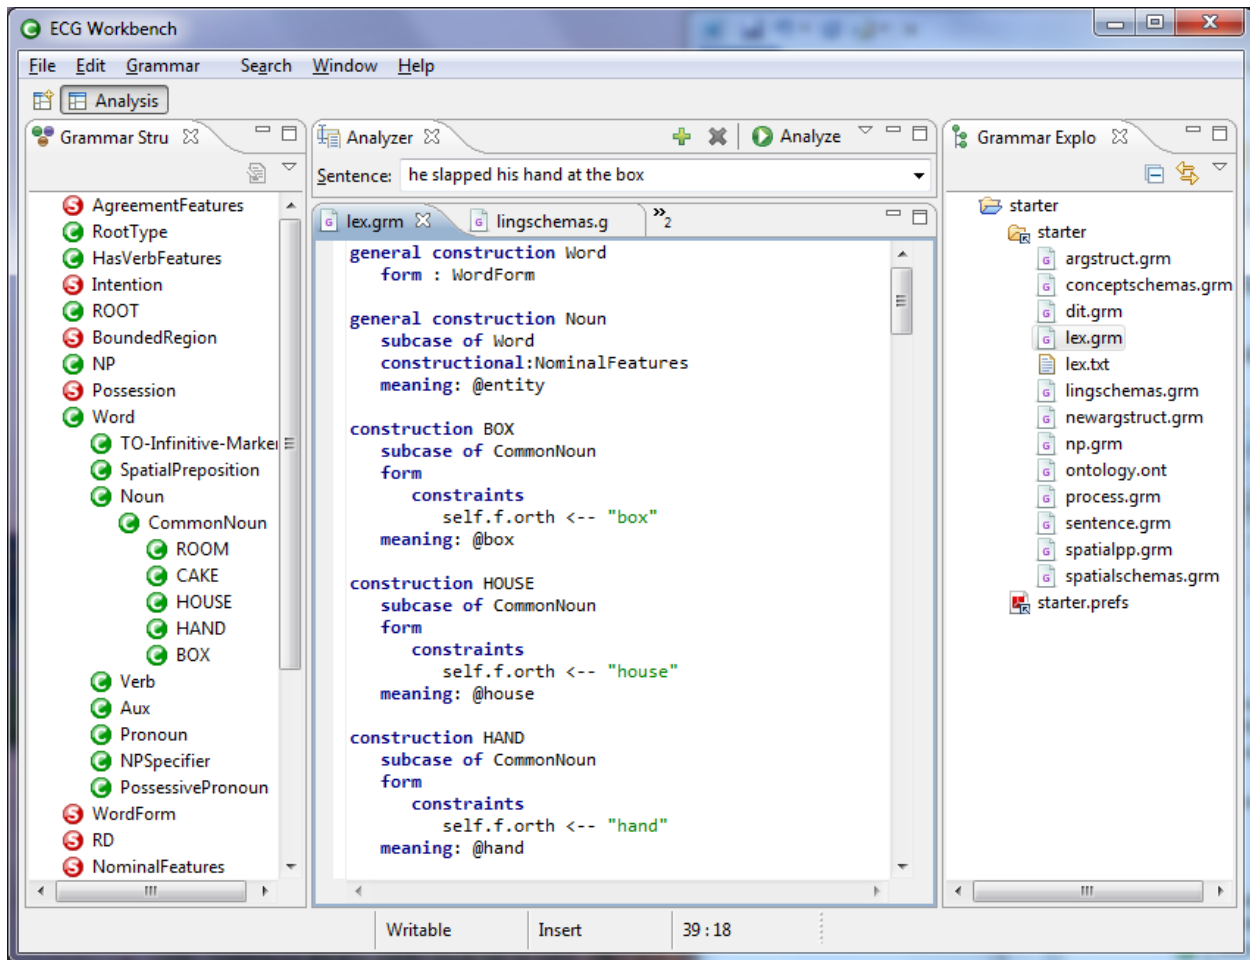 ECG Workbench
File Edit Grammar Search Window Help
Analysis
Grammar Stru
AgreementFeatures
RootType
HasVerbFeatures
Intention
ROOT
BoundedRegion
NP
Possession
Word
TO-Infinitive-Marker
SpatialPreposition
Noun
CommonNoun
ROOM
CAKE
HOUSE
HAND
BOX
Verb
Aux
Pronoun
NPSpecifier
PossessivePronoun
WordForm
RD
NominalFeatures
Analyzer
Analyze
Sentence: he slapped his hand at the box
lex.grm lingschemas.g »2
general construction Word
form : WordForm
general construction Noun
subcase of Word
constructional:NominalFeatures
meaning: @entity
construction BOX
subcase of CommonNoun
form
constraints
self.f.orth <-- "box"
meaning: @box
construction HOUSE
subcase of CommonNoun
form
constraints
self.f.orth <-- "house"
meaning: @house
construction HAND
subcase of CommonNoun
form
constraints
self.f.orth <-- "hand"
meaning: @hand
Grammar Explo
starter
starter
argstruct.grm
conceptschemas.grm
dit.grm
lex.grm
lex.txt
lingschemas.grm
newargstruct.grm
np.grm
ontology.ont
process.grm
sentence.grm
spatialpp.grm
spatialschemas.grm
starter.prefs
Writable Insert 39 : 18